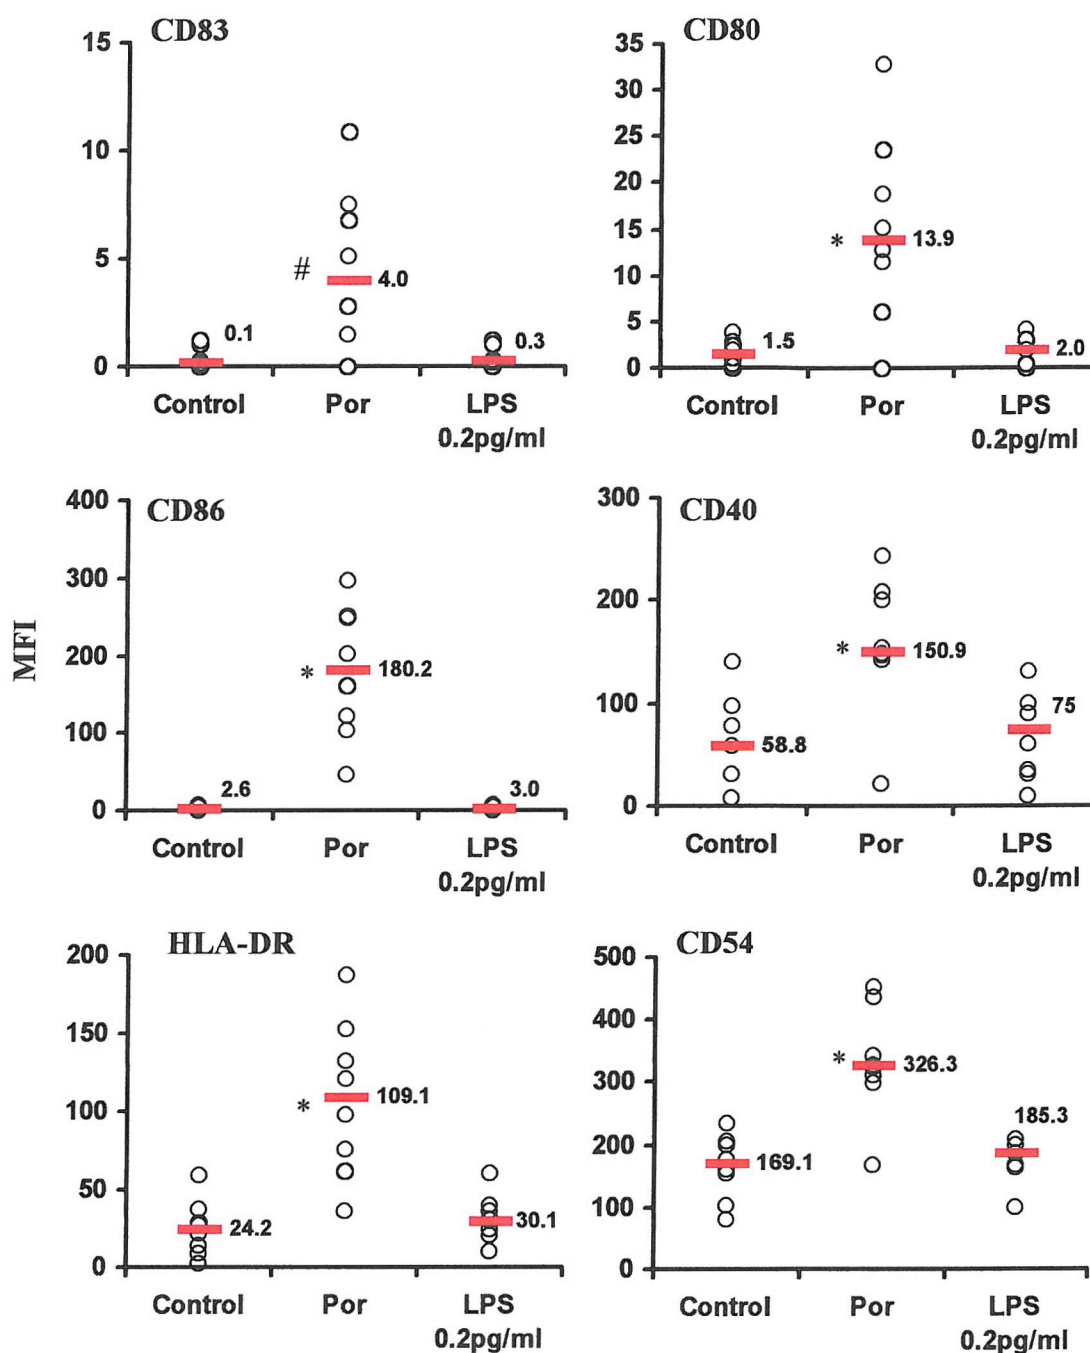 CD83
15
10
5
0
#
4.0
0.1
0.3
Control
Por
LPS
0.2pg/ml
CD80
35
30
25
20
15
10
5
0
*
13.9
1.5
2.0
Control
Por
LPS
0.2pg/ml
MFI
CD86
400
300
200
100
0
*
180.2
2.6
3.0
Control
Por
LPS
0.2pg/ml
CD40
300
200
100
0
*
150.9
58.8
75
Control
Por
LPS
0.2pg/ml
HLA-DR
200
150
100
50
0
*
109.1
24.2
30.1
Control
Por
LPS
0.2pg/ml
CD54
500
400
300
200
100
0
*
326.3
169.1
185.3
Control
Por
LPS
0.2pg/ml